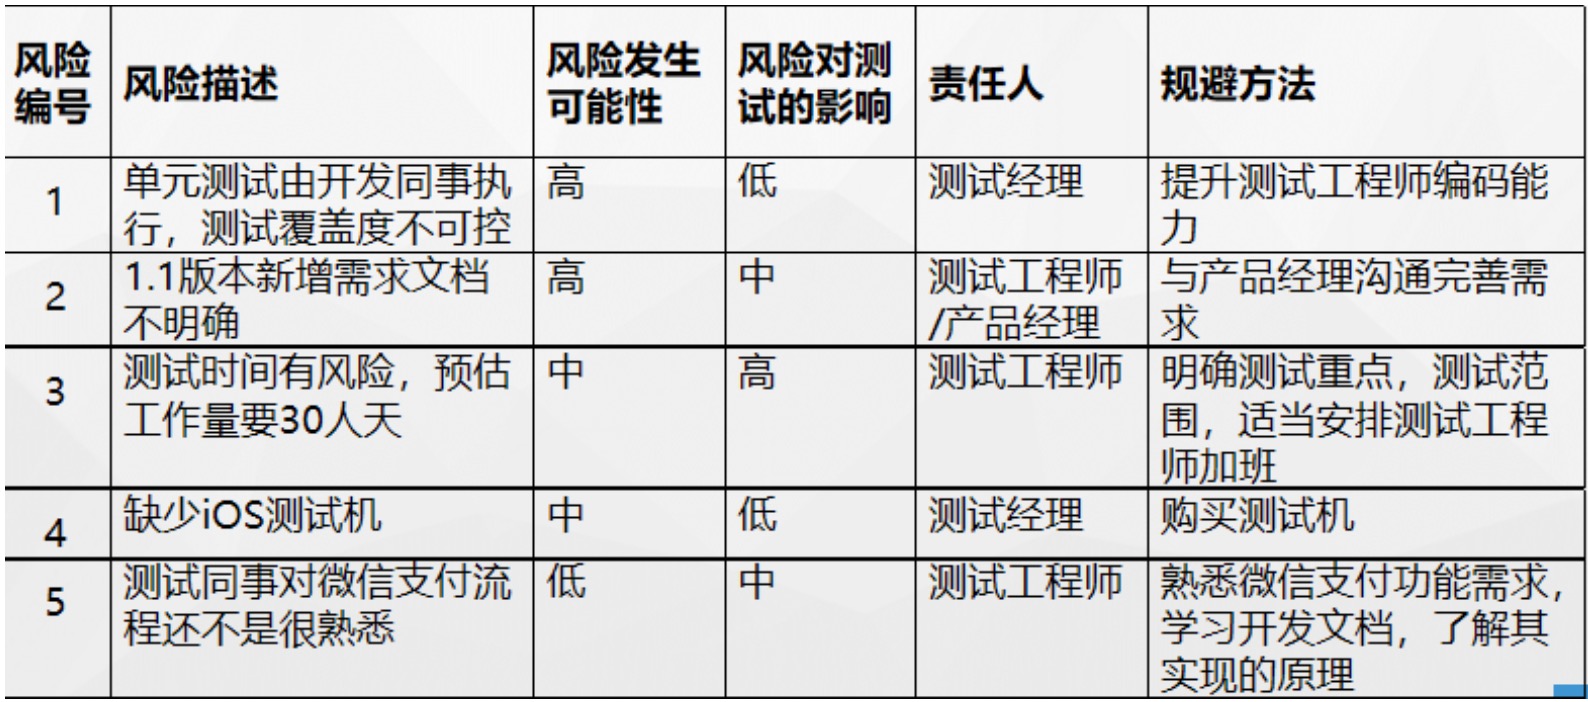 风险编号
风险描述
风险发生可能性
风险对测试的影响
责任人
规避方法
1
单元测试由开发同事执
行，测试覆盖度不可控
高
低
测试经理
提升测试工程师编码能
力
2
1.1版本新增需求文档
不明确
高
中
测试工程师
/产品经理
与产品经理沟通完善需
求
3
测试时间有风险，预估
工作量要30人天
中
高
测试工程师
明确测试重点，测试范
围，适当安排测试工程
师加班
4
缺少iOS测试机
中
低
测试经理
购买测试机
5
测试同事对微信支付流
程还不是很熟悉
低
中
测试工程师
熟悉微信支付功能需求，
学习开发文档，了解其
实现的原理